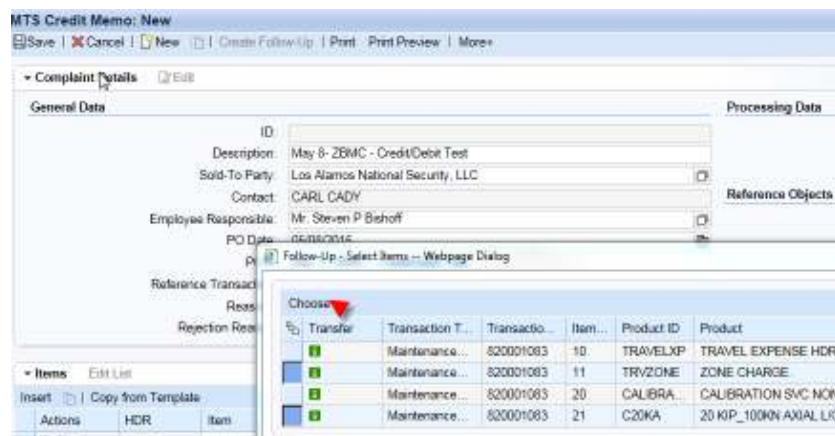 MTS Credit Memo: New
Save | Cancel | New | Create Follow-Up | Print Print Preview | More
Complaint Details Edit
General Data Processing Data
ID:
Description: May 8- ZBMC - Credit/Debit Test
Sold-To Party: Los Alamos National Security, LLC
Contact: CARL CADY Reference Objects
Employee Responsible: Mr. Steven P Bishoff
PO Date: 05/08/2015
Follow-Up - Select Items -- Webpage Dialog
Reference Transact
Reas Choose
Rejection Reas Transfer Transaction T... Transactio... Item... Product ID Product
Maintenance... 820001083 10 TRAVELXP TRAVEL EXPENSE HDR
Items Edit List Maintenance... 820001083 11 TRVZONE ZONE CHARGE
Insert | Copy from Template Maintenance... 820001083 20 CALIBRA... CALIBRATION SVC NON
Actions HDR Item Maintenance... 820001083 21 C20KA 20 KIP_100KN AXIAL